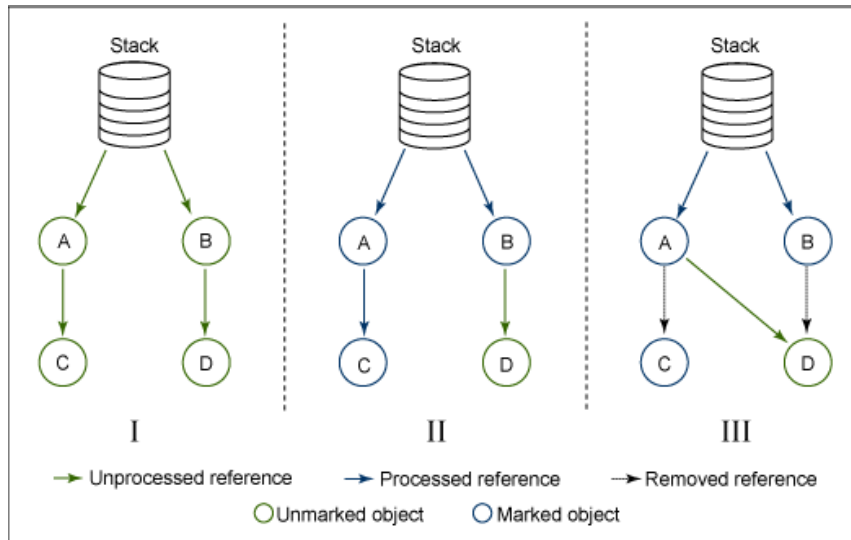 Stack Stack Stack
A B A B A B
C D C D C D
I II III
Unprocessed reference Processed reference Removed reference
Unmarked object Marked object